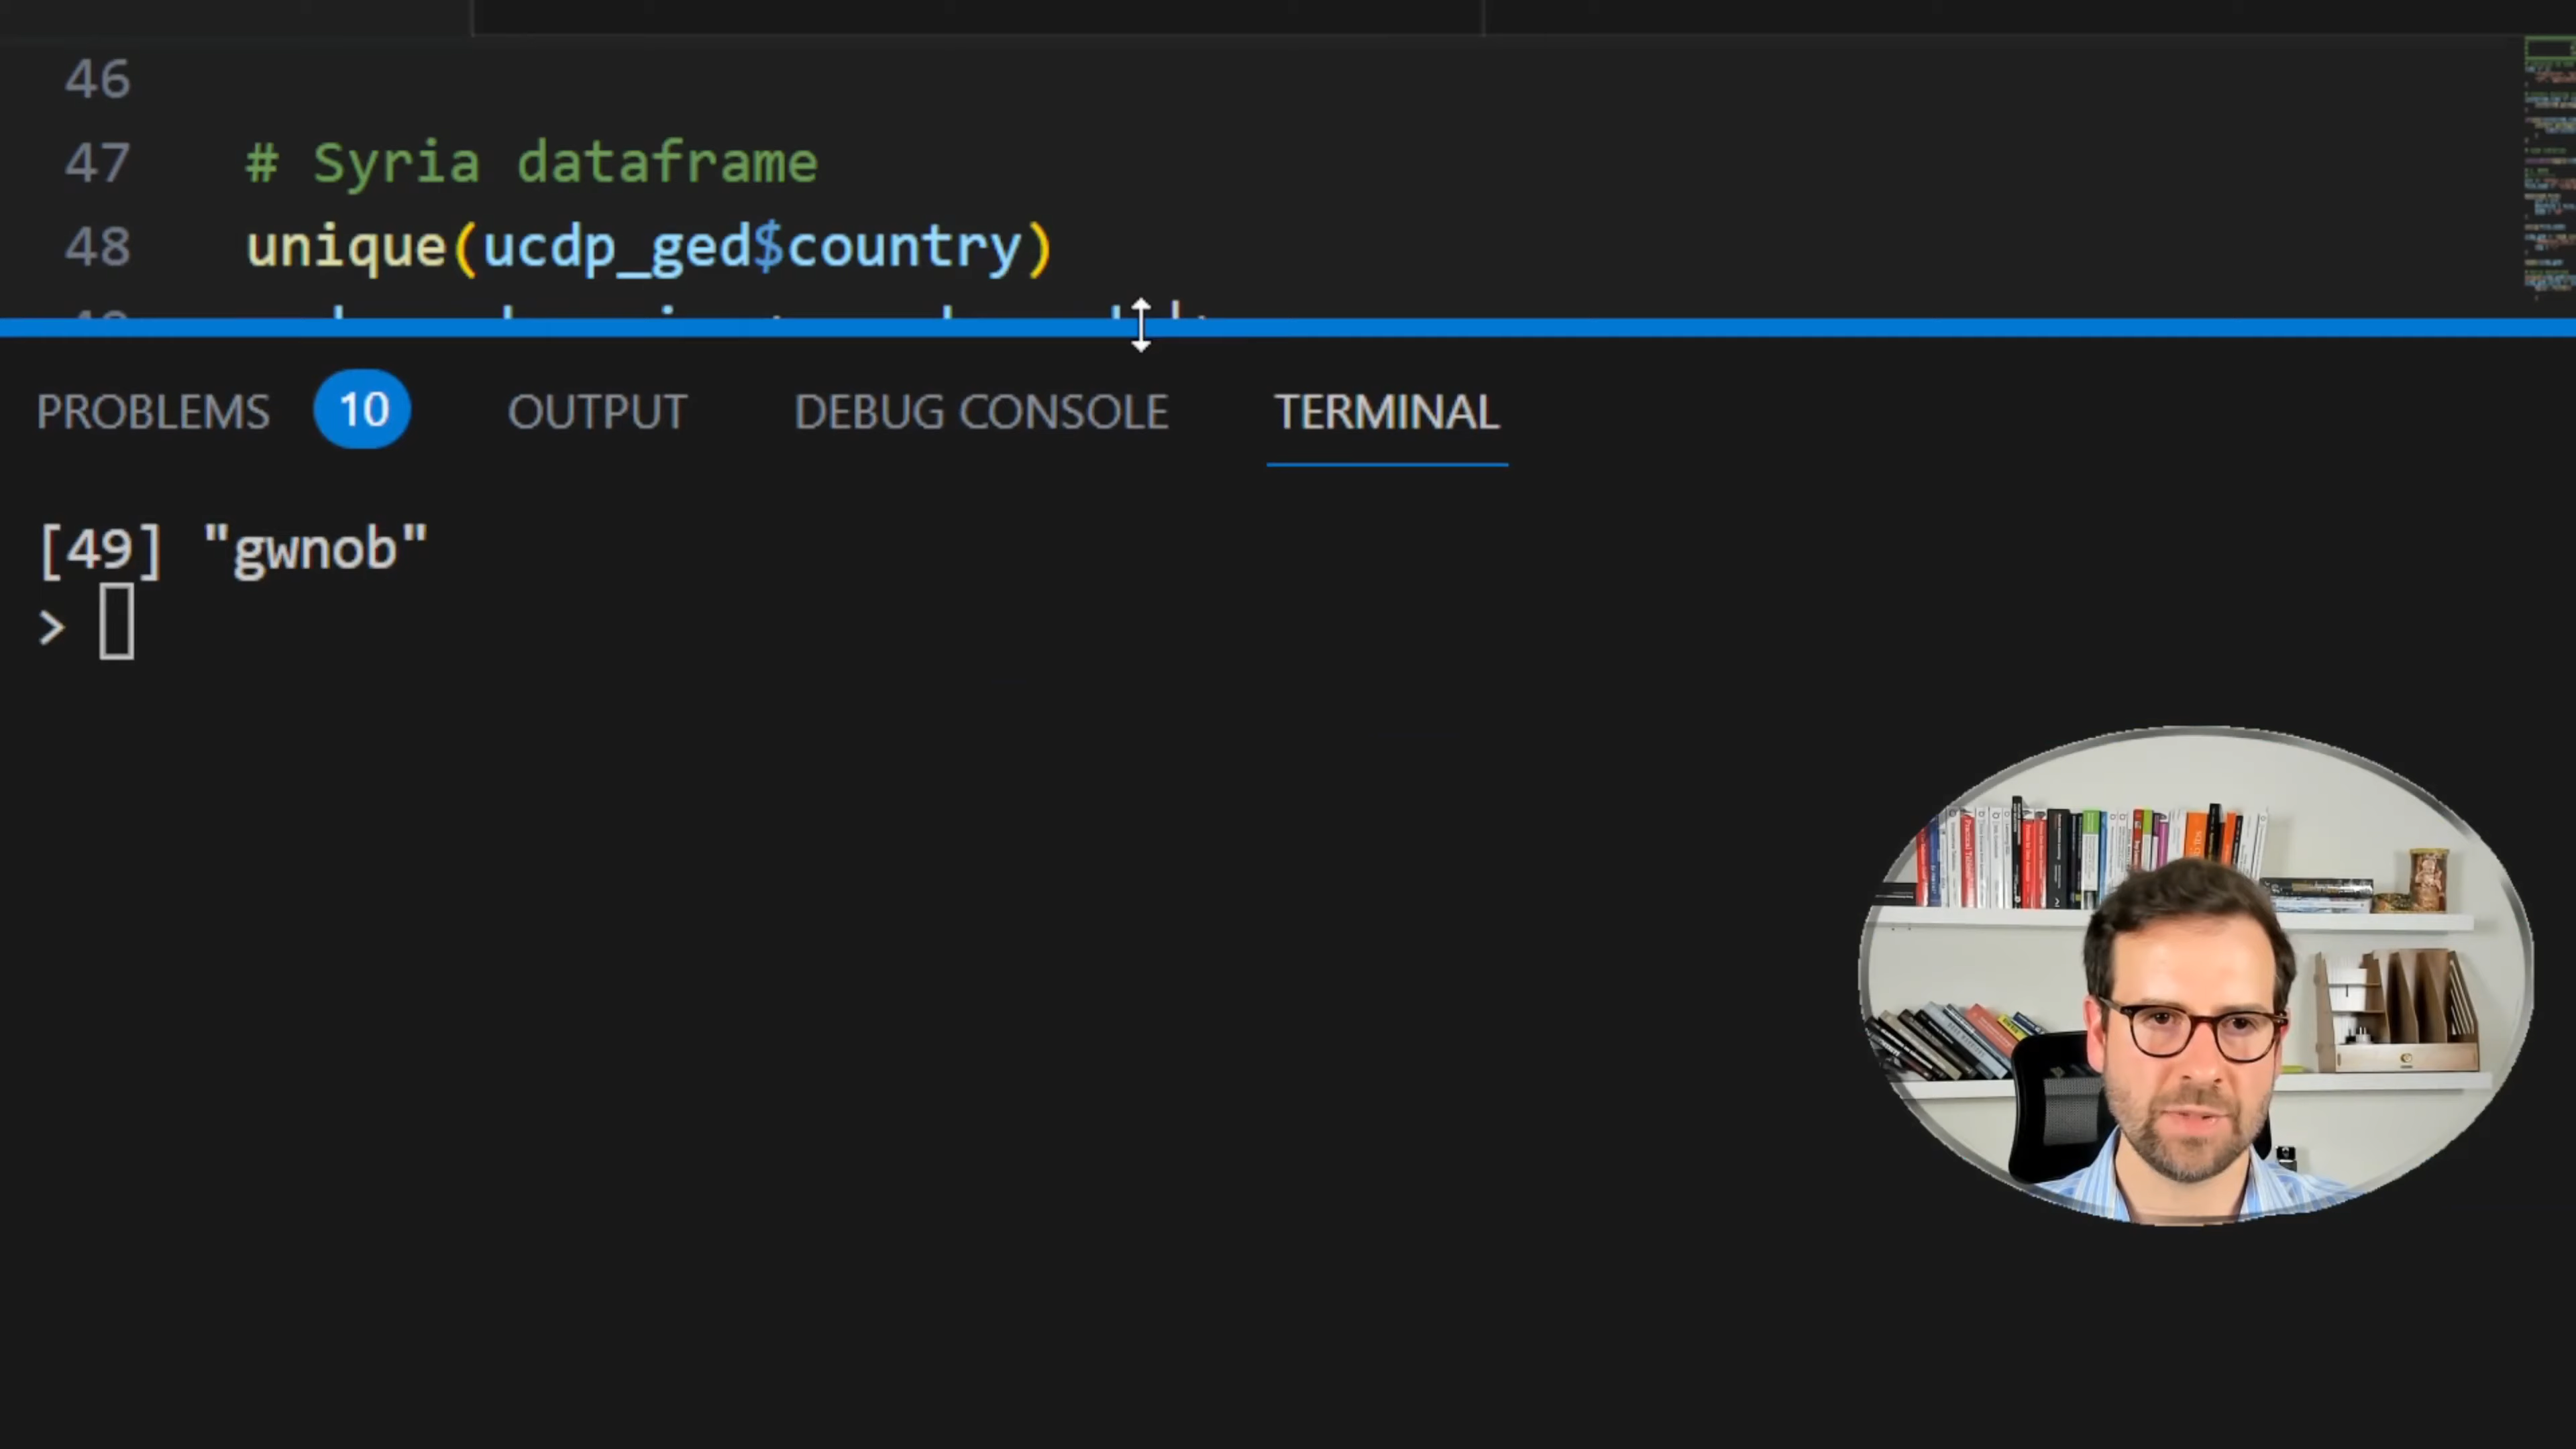 46
47 # Syria dataframe
48 unique(ucdp_ged$country)
PROBLEMS 10 OUTPUT DEBUG CONSOLE TERMINAL
[49] "gwnob"
>